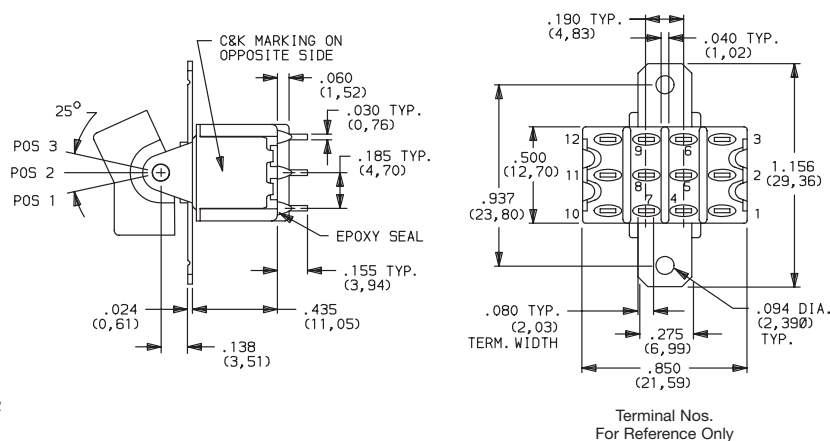 C&K MARKING ON
OPPOSITE SIDE
.060
(1,52)
.030 TYP.
(0,76)
25°
POS 3
POS 2
POS 1
.185 TYP.
(4,70)
EPOXY SEAL
.155 TYP.
(3,94)
.024
(0,61)
.435
(11,05)
.138
(3,51)
.190 TYP.
(4,83)
.040 TYP.
(1,02)
12
9
6
3
.500
(12,70)
11
8
5
2
1.156
(29,36)
.937
(23,80)
10
7
4
1
.080 TYP.
(2,03)
TERM. WIDTH
.275
(6,99)
.094 DIA.
(2,390)
TYP.
.850
(21,59)
Terminal Nos.
For Reference Only